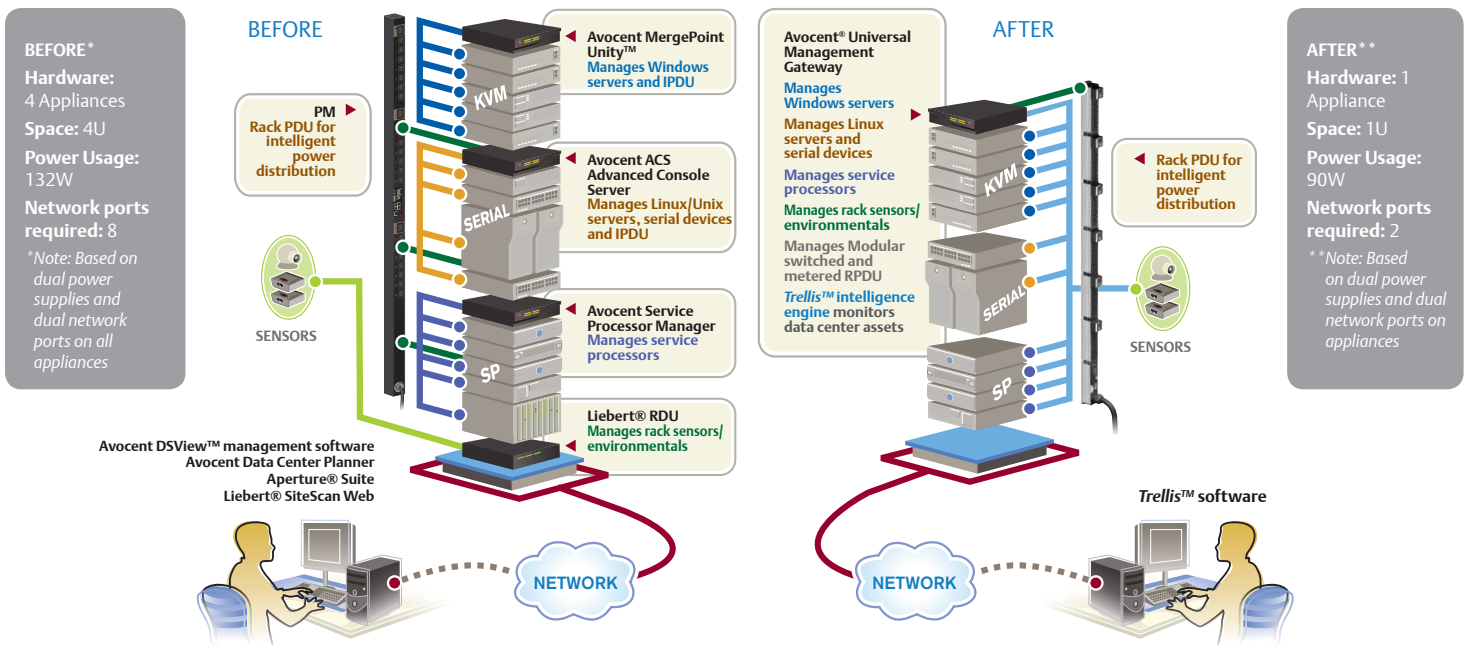 BEFORE*
Hardware:
4 Appliances
Space: 4U
Power Usage:
132W
Network ports
required: 8
*Note: Based on
dual power
supplies and
dual network
ports on all
appliances
BEFORE
PM
Rack PDU for
intelligent
power
distribution
SENSORS
KVM
SERIAL
SP
Avocent MergePoint
Unity™
Manages Windows
servers and IPDU
Avocent ACS
Advanced Console
Server
Manages Linux/Unix
servers, serial devices
and IPDU
Avocent Service
Processor Manager
Manages service
processors
Liebert® RDU
Manages rack sensors/
environmentals
Avocent DSView™ management software
Avocent Data Center Planner
Aperture® Suite
Liebert® SiteScan Web
NETWORK
AFTER
Avocent® Universal
Management
Gateway
Manages
Windows servers
Manages Linux
servers and
serial devices
Manages service
processors
Manages rack sensors/
environmentals
Manages Modular
switched and
metered RPDU
Trellis™ intelligence
engine monitors
data center assets
KVM
SERIAL
SP
Rack PDU for
intelligent
power
distribution
SENSORS
Trellis™ software
NETWORK
AFTER**
Hardware: 1
Appliance
Space: 1U
Power Usage:
90W
Network ports
required: 2
**Note: Based
on dual power
supplies and dual
network ports on
appliances